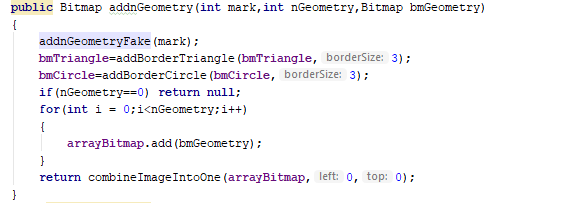 public Bitmap addnGeometry(int mark,int nGeometry,Bitmap bmGeometry)
{
addnGeometryFake(mark);
bmTriangle=addBorderTriangle(bmTriangle, borderSize: 3);
bmCircle=addBorderCircle(bmCircle, borderSize: 3);
if(nGeometry==0) return null;
for(int i = 0;i<nGeometry;i++)
{
arrayBitmap.add(bmGeometry);
}
return combineImageIntoOne(arrayBitmap, left: 0, top: 0);
}